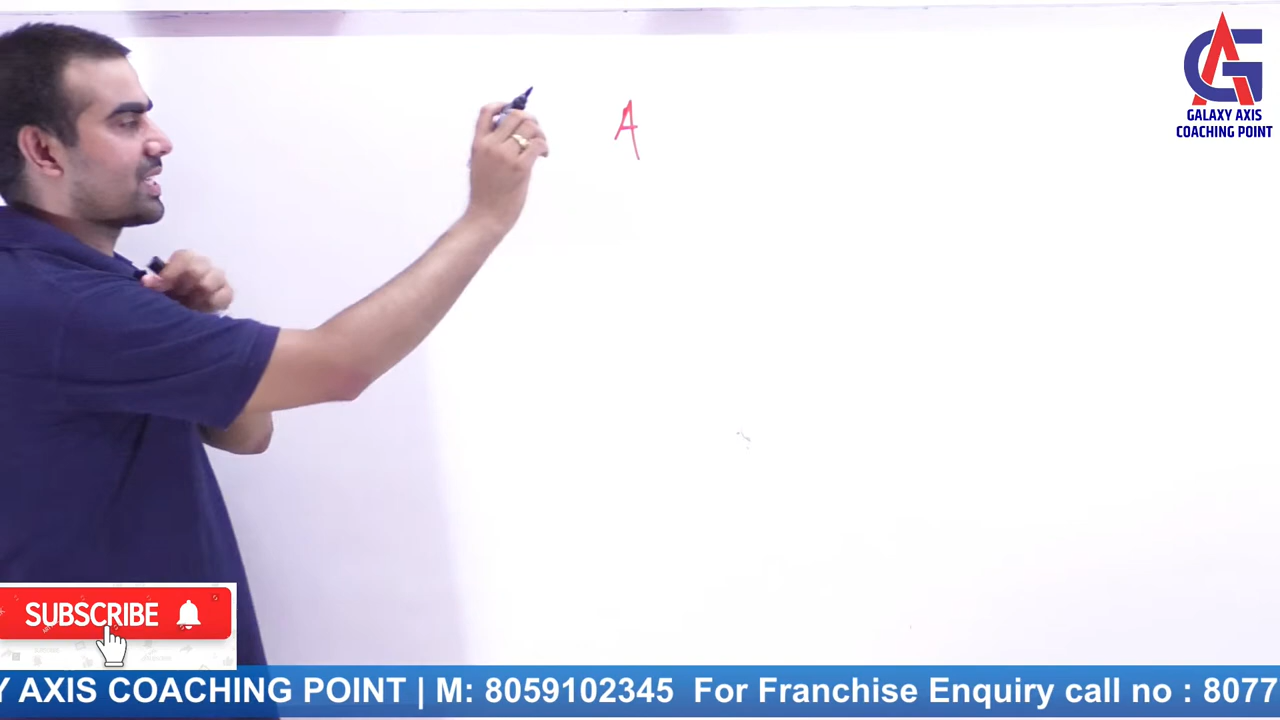 A
GALAXY AXIS
COACHING POINT
SUBSCRIBE
Y AXIS COACHING POINT | M: 8059102345 For Franchise Enquiry call no : 8077